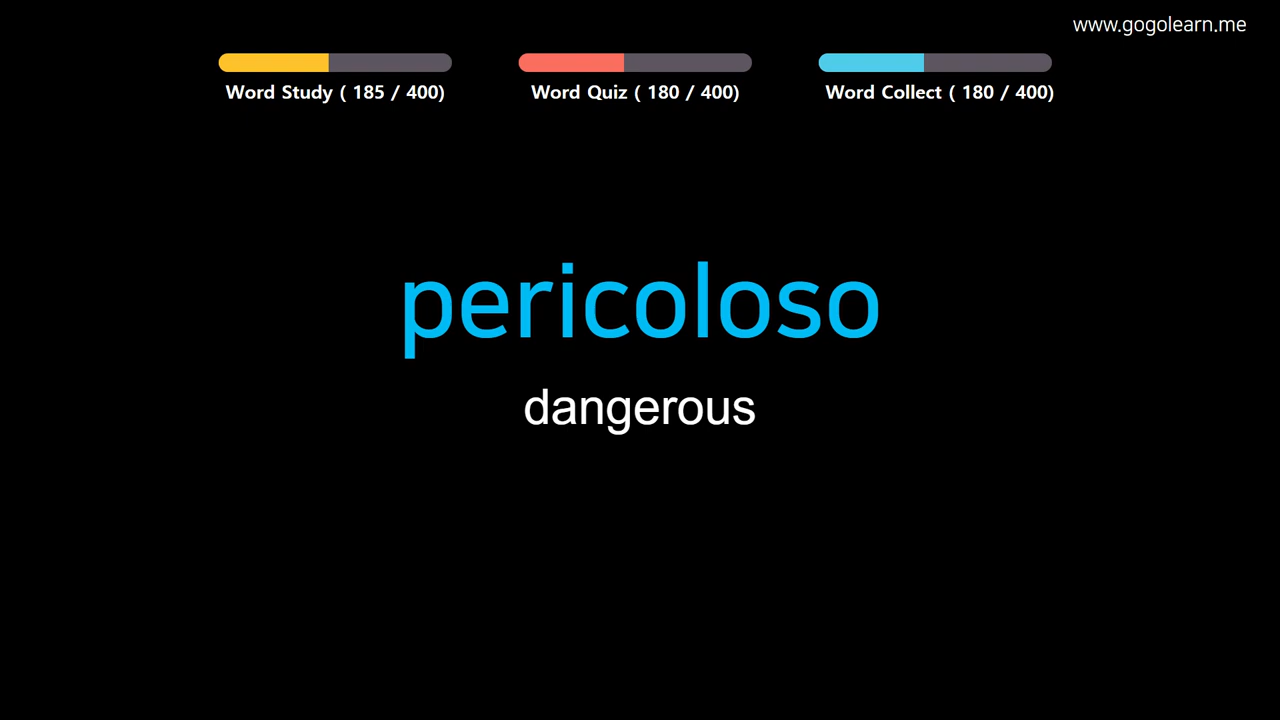 www.gogolearn.me
Word Study ( 185 / 400)
Word Quiz ( 180 / 400)
Word Collect ( 180 / 400)
pericoloso
dangerous